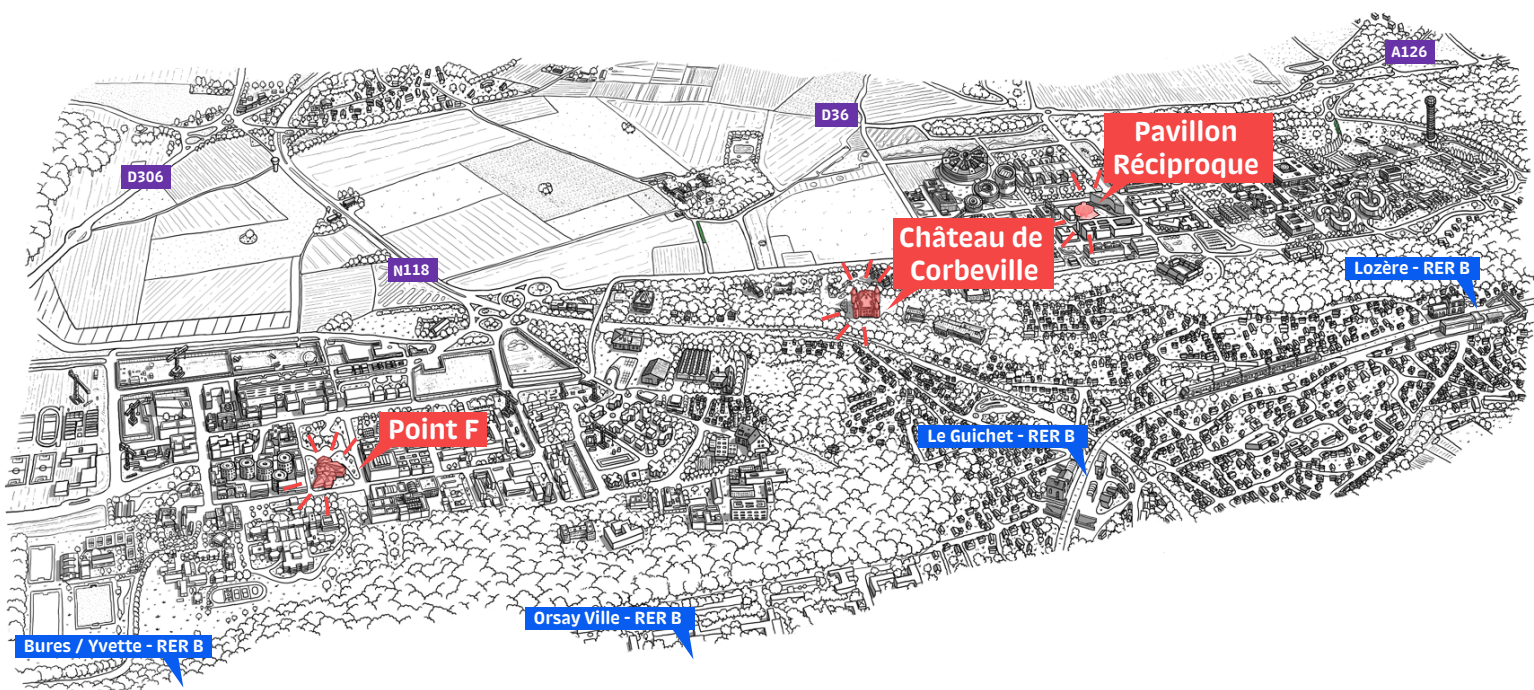 A126
D36
Pavillon
Réciproque
D306
Château de
Corbeville
N118
Lozère - RER B
Point F
Le Guichet - RER B
Orsay Ville - RER B
Bures / Yvette - RER B